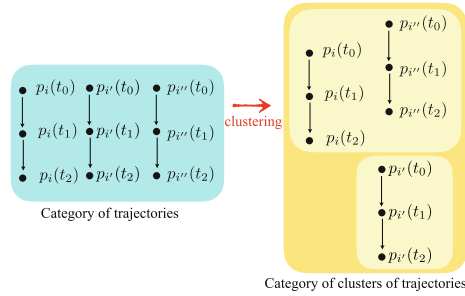 p_i(t_0) p_{i'}(t_0) p_{i''}(t_0)
p_i(t_1) p_{i'}(t_1) p_{i''}(t_1)
p_i(t_2) p_{i'}(t_2) p_{i''}(t_2)
Category of trajectories
clustering
p_i(t_0)
p_i(t_1)
p_i(t_2)
p_{i''}(t_0)
p_{i''}(t_1)
p_{i''}(t_2)
p_{i'}(t_0)
p_{i'}(t_1)
p_{i'}(t_2)
Category of clusters of trajectories